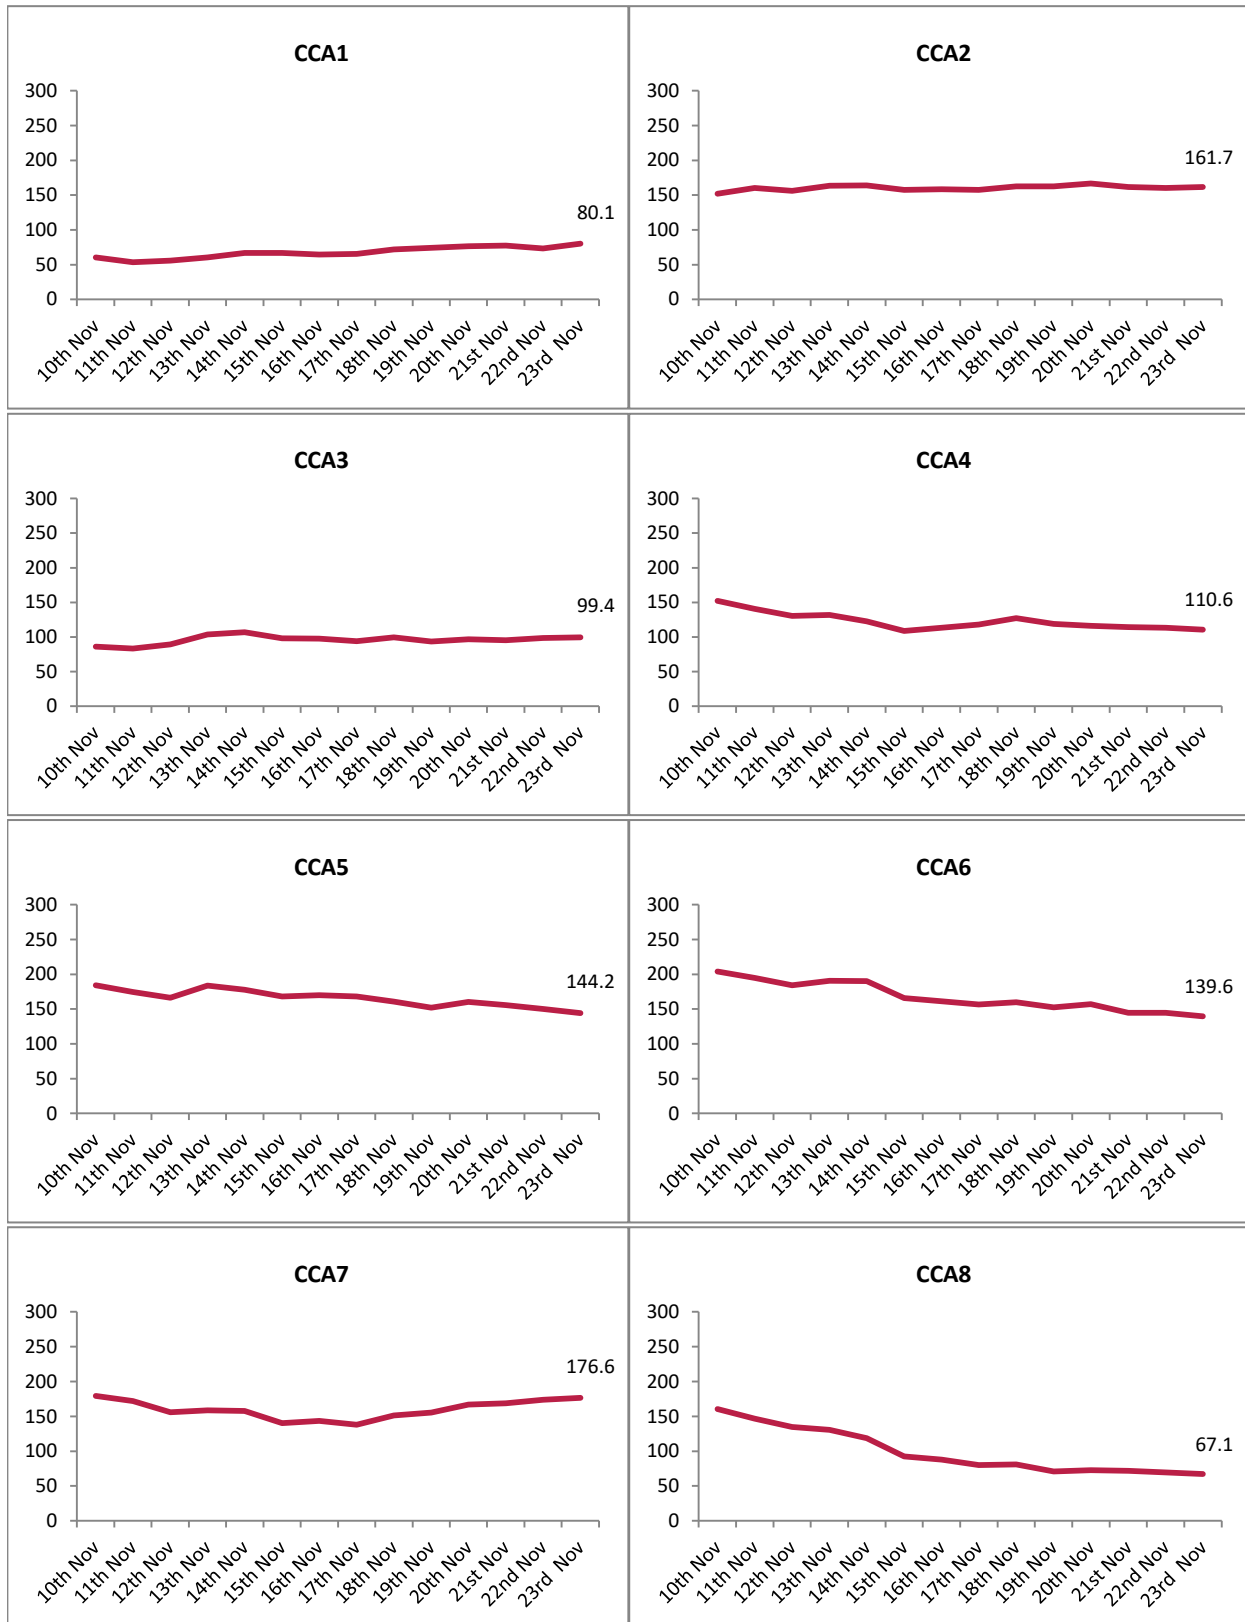 CCA1
300
250
200
150
100
50
0
80.1
10th Nov
11th Nov
12th Nov
13th Nov
14th Nov
15th Nov
16th Nov
17th Nov
18th Nov
19th Nov
20th Nov
21st Nov
22nd Nov
23rd Nov
CCA2
300
250
200
150
100
50
0
161.7
10th Nov
11th Nov
12th Nov
13th Nov
14th Nov
15th Nov
16th Nov
17th Nov
18th Nov
19th Nov
20th Nov
21st Nov
22nd Nov
23rd Nov
CCA3
300
250
200
150
100
50
0
99.4
10th Nov
11th Nov
12th Nov
13th Nov
14th Nov
15th Nov
16th Nov
17th Nov
18th Nov
19th Nov
20th Nov
21st Nov
22nd Nov
23rd Nov
CCA4
300
250
200
150
100
50
0
110.6
10th Nov
11th Nov
12th Nov
13th Nov
14th Nov
15th Nov
16th Nov
17th Nov
18th Nov
19th Nov
20th Nov
21st Nov
22nd Nov
23rd Nov
CCA5
300
250
200
150
100
50
0
144.2
10th Nov
11th Nov
12th Nov
13th Nov
14th Nov
15th Nov
16th Nov
17th Nov
18th Nov
19th Nov
20th Nov
21st Nov
22nd Nov
23rd Nov
CCA6
300
250
200
150
100
50
0
139.6
10th Nov
11th Nov
12th Nov
13th Nov
14th Nov
15th Nov
16th Nov
17th Nov
18th Nov
19th Nov
20th Nov
21st Nov
22nd Nov
23rd Nov
CCA7
300
250
200
150
100
50
0
176.6
10th Nov
11th Nov
12th Nov
13th Nov
14th Nov
15th Nov
16th Nov
17th Nov
18th Nov
19th Nov
20th Nov
21st Nov
22nd Nov
23rd Nov
CCA8
300
250
200
150
100
50
0
67.1
10th Nov
11th Nov
12th Nov
13th Nov
14th Nov
15th Nov
16th Nov
17th Nov
18th Nov
19th Nov
20th Nov
21st Nov
22nd Nov
23rd Nov